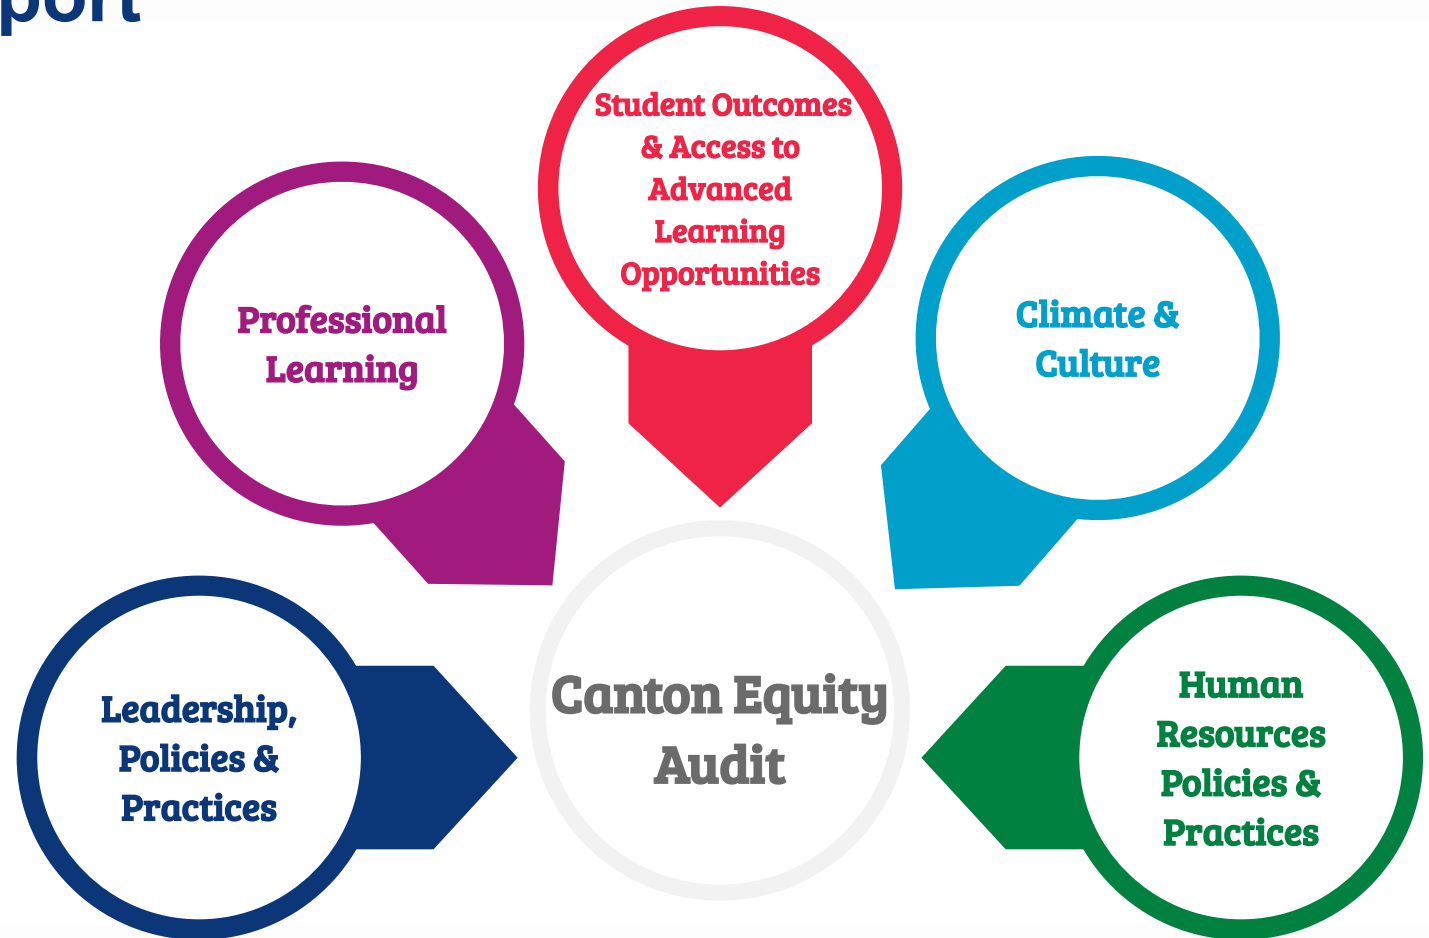 port
Student Outcomes
& Access to
Advanced
Learning
Opportunities
Professional
Learning
Climate &
Culture
Leadership,
Policies &
Practices
Canton Equity
Audit
Human
Resources
Policies &
Practices